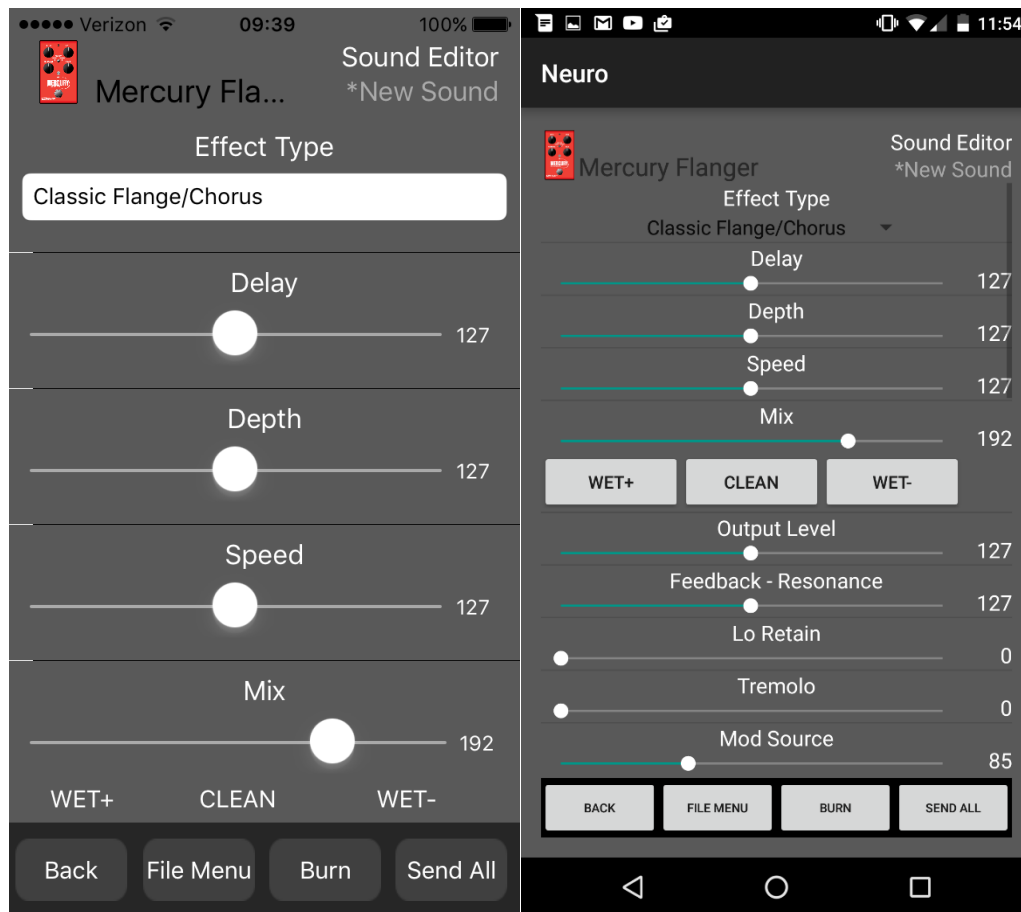 Verizon 09:39 100%
Sound Editor
Mercury Fla... *New Sound
Effect Type
Classic Flange/Chorus
Delay
127
Depth
127
Speed
127
Mix
192
WET+ CLEAN WET-
Back File Menu Burn Send All
11:54
Neuro
Sound Editor
Mercury Flanger *New Sound
Effect Type
Classic Flange/Chorus
Delay
127
Depth
127
Speed
127
Mix
192
WET+ CLEAN WET-
Output Level
127
Feedback - Resonance
127
Lo Retain
0
Tremolo
0
Mod Source
85
BACK FILE MENU BURN SEND ALL